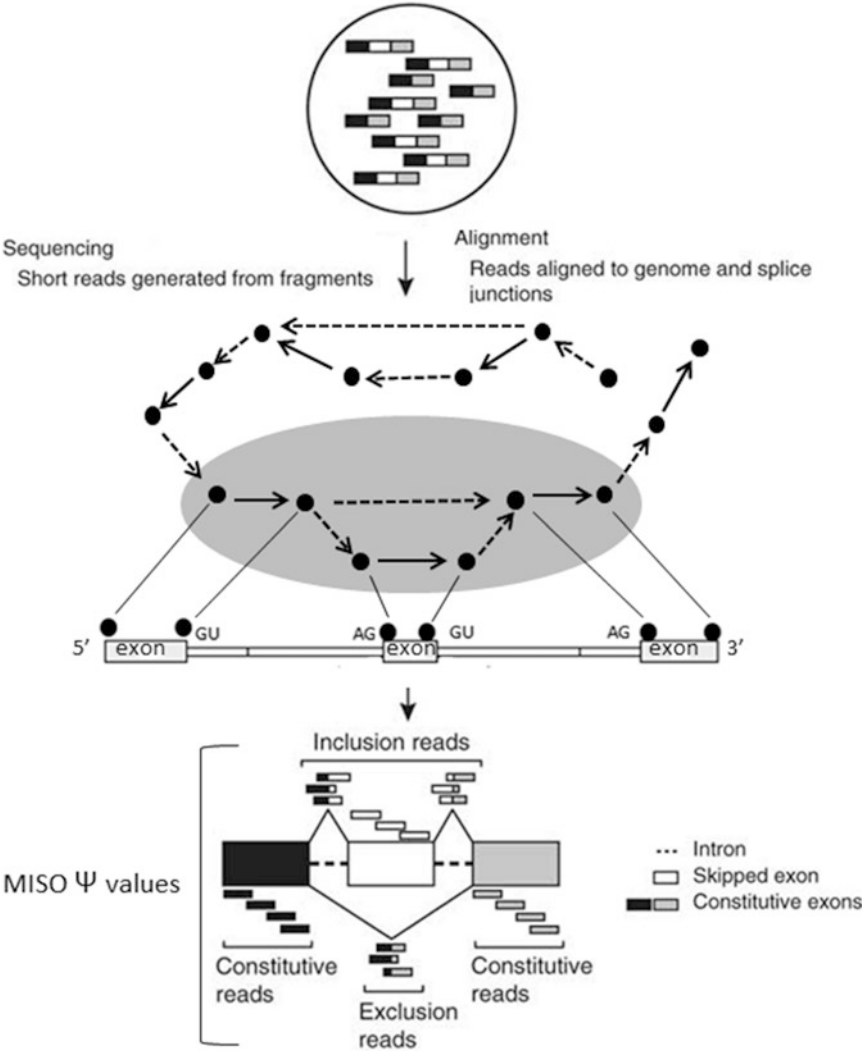 Sequencing
Short reads generated from fragments
Alignment
Reads aligned to genome and splice
junctions
GU
AG
GU
AG
5’
exon
exon
exon
3’
Inclusion reads
MISO Ψ values
Intron
Skipped exon
Constitutive exons
Constitutive
reads
Exclusion
reads
Constitutive
reads